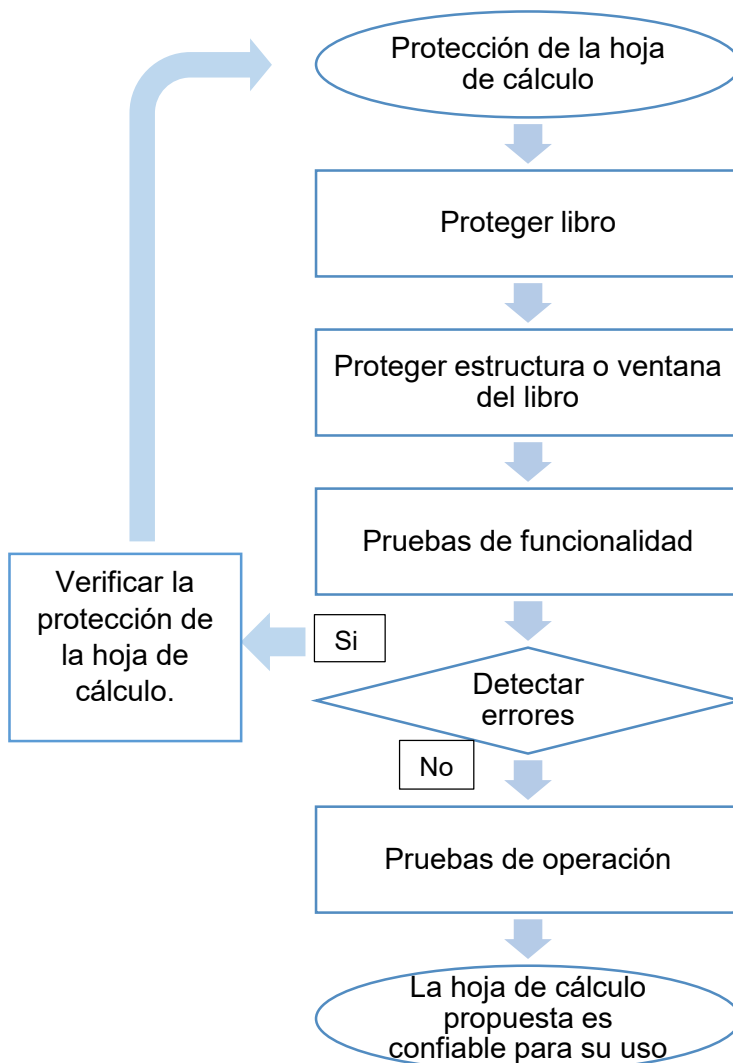 Protección de la hoja
de cálculo
Proteger libro
Proteger estructura o ventana
del libro
Pruebas de funcionalidad
Verificar la
protección de
la hoja de
cálculo.
Si
Detectar
errores
No
Pruebas de operación
La hoja de cálculo
propuesta es
confiable para su uso